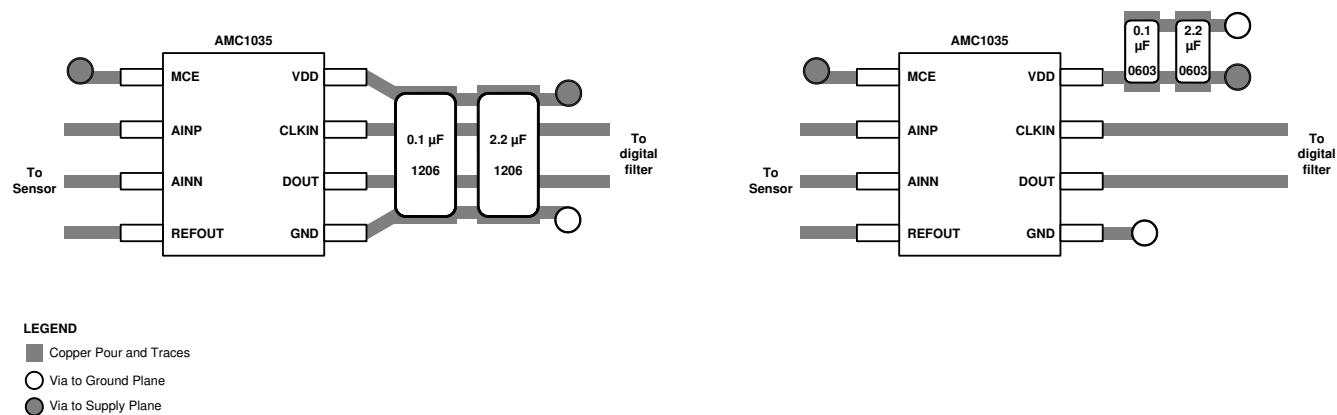 AMC1035
MCE
VDD
AINP
CLKIN
AINN
DOUT
REFOUT
GND
To
Sensor
0.1 µF
1206
2.2 µF
1206
To
digital
filter
AMC1035
MCE
VDD
AINP
CLKIN
AINN
DOUT
REFOUT
GND
To
Sensor
0.1
µF
0603
2.2
µF
0603
To
digital
filter
LEGEND
Copper Pour and Traces
Via to Ground Plane
Via to Supply Plane